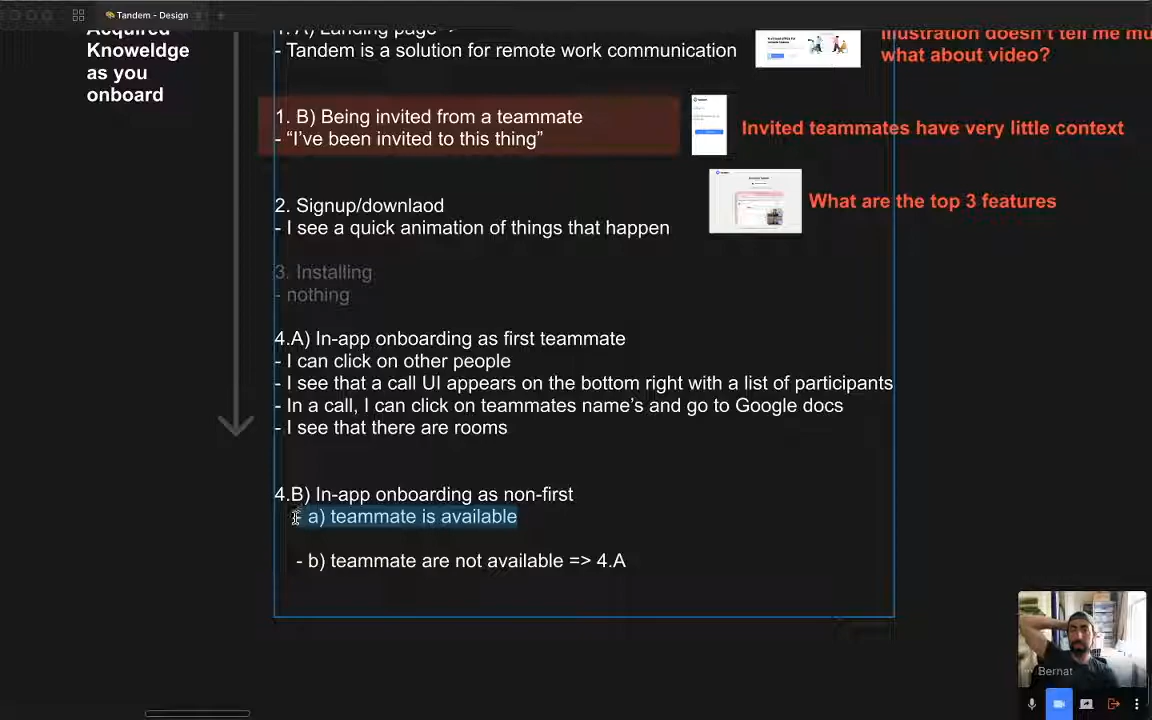 Tandem - Design
Acquired
Knoweldge
as you
onboard
1. A) Landing page ->
- Tandem is a solution for remote work communication
illustration doesn't tell me mu
what about video?
1. B) Being invited from a teammate
- “I’ve been invited to this thing”
Invited teammates have very little context
2. Signup/downlaod
- I see a quick animation of things that happen
What are the top 3 features
3. Installing
- nothing
4.A) In-app onboarding as first teammate
- I can click on other people
- I see that a call UI appears on the bottom right with a list of participants
- In a call, I can click on teammates name’s and go to Google docs
- I see that there are rooms
4.B) In-app onboarding as non-first
- a) teammate is available
- b) teammate are not available => 4.A
Bernat